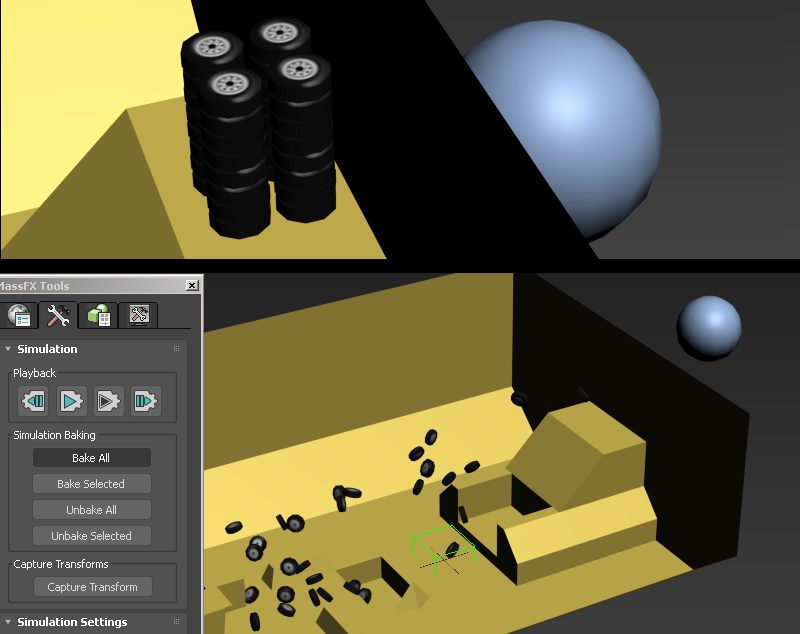 MassFX Tools
Simulation
Playback
Simulation Baking
Bake All
Bake Selected
Unbake All
Unbake Selected
Capture Transforms
Capture Transform
Simulation Settings